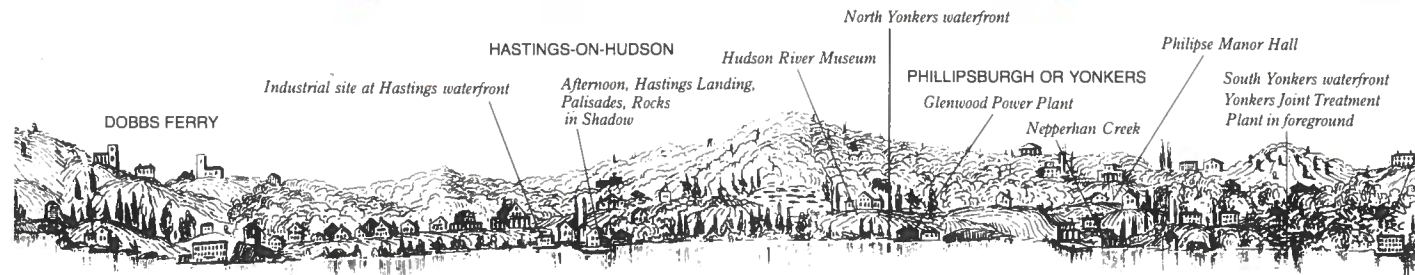 DOBBS FERRY
Industrial site at Hastings waterfront
HASTINGS-ON-HUDSON
Afternoon, Hastings Landing,
Palisades, Rocks
in Shadow
Hudson River Museum
North Yonkers waterfront
PHILLIPSBURGH OR YONKERS
Glenwood Power Plant
Nepperhan Creek
Philipse Manor Hall
South Yonkers waterfront
Yonkers Joint Treatment
Plant in foreground